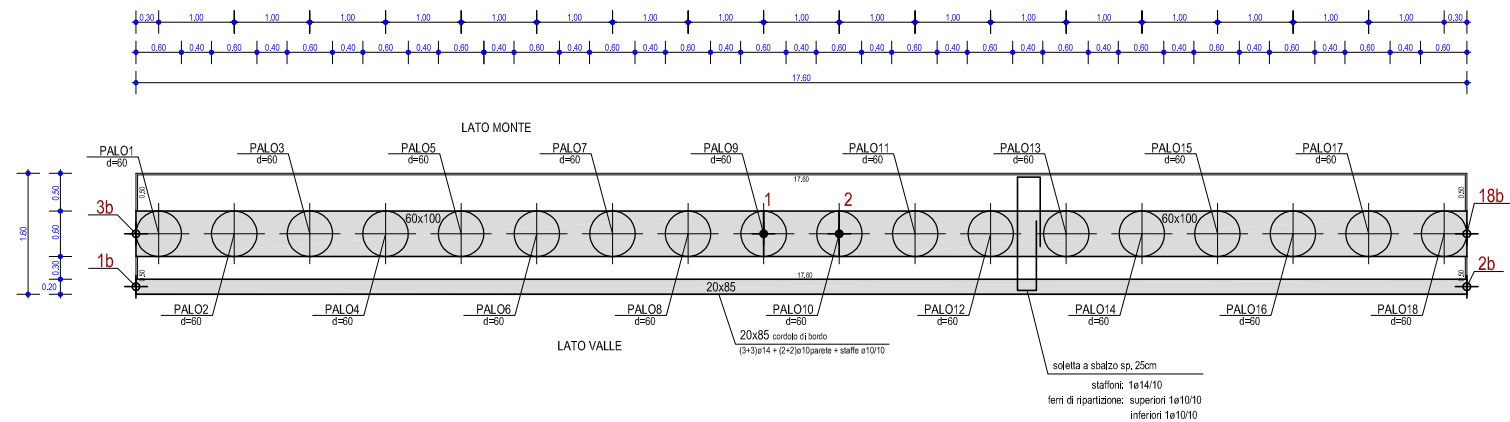 0.30 1.00 1.00 1.00 1.00 1.00 1.00 1.00 1.00 1.00 1.00 1.00 1.00 1.00 1.00 1.00 1.00 1.00 0.30
0.60 0.40 0.60 0.40 0.60 0.40 0.60 0.40 0.60 0.40 0.60 0.40 0.60 0.40 0.60 0.40 0.60 0.40 0.60 0.40 0.60 0.40 0.60 0.40 0.60 0.40 0.60 0.40 0.60 0.40 0.60 0.40 0.60 0.40 0.60
17.60
LATO MONTE
PALO1
d=60
PALO3
d=60
PALO5
d=60
PALO7
d=60
PALO9
d=60
PALO11
d=60
PALO13
d=60
PALO15
d=60
PALO17
d=60
17.60
0.50
0.50
0.50
1.60
0.60
0.30
0.20
3b
1
2
18b
60x100
60x100
1b
2b
0.50
17.60
0.50
20x85
PALO2
d=60
PALO4
d=60
PALO6
d=60
PALO8
d=60
PALO10
d=60
PALO12
d=60
PALO14
d=60
PALO16
d=60
PALO18
d=60
LATO VALLE
20x85 cordolo di bordo
(3+3)ø14 + (2+2)ø10parete + staffe ø10/10
soletta a sbalzo sp. 25cm
staffoni: 1ø14/10
ferri di ripartizione: superiori 1ø10/10
inferiori 1ø10/10